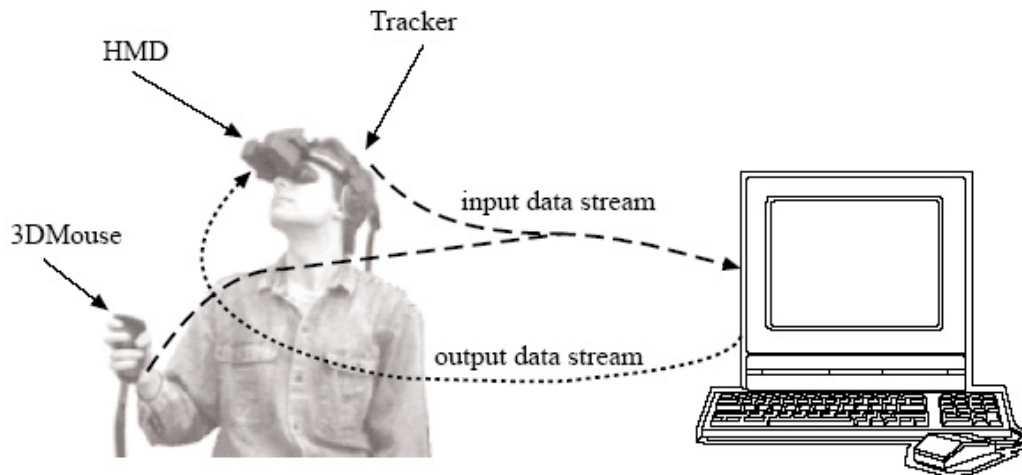 Tracker
HMD
input data stream
3DMouse
output data stream